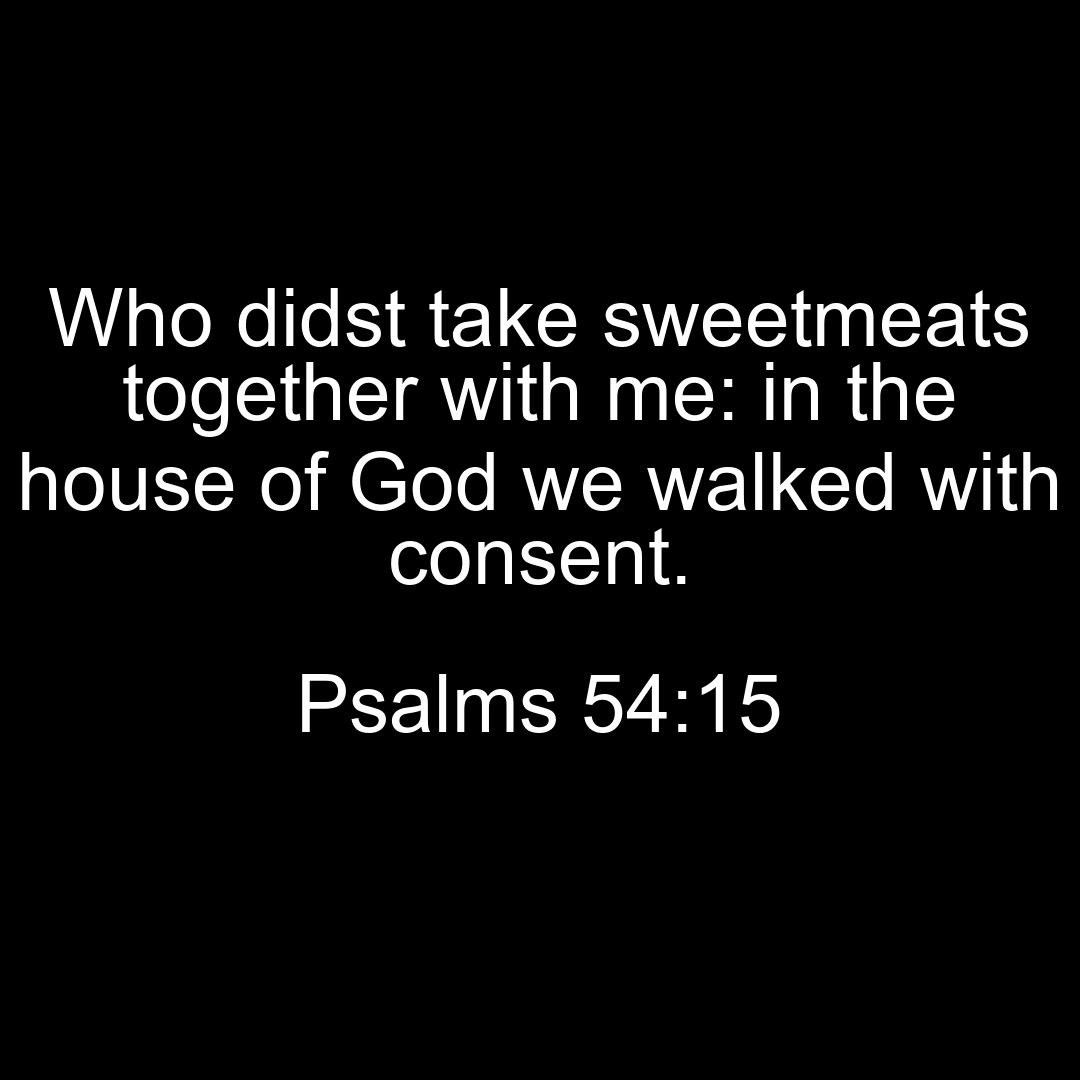 Who didst take sweetmeats
together with me: in the
house of God we walked with
consent.
Psalms 54:15